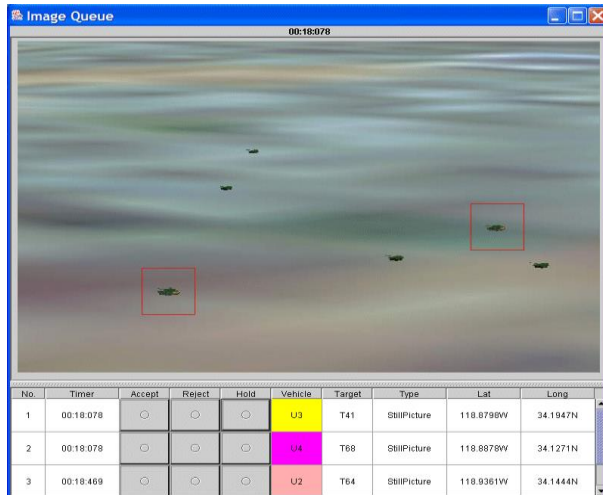 Image Queue
00:18:078
No. Timer Accept Reject Hold Vehicle Target Type Lat Long
1 00:18:078 U3 T41 StillPicture 118.8798W 34.1947N
2 00:18:078 U4 T68 StillPicture 118.8878W 34.1271N
3 00:18:469 U2 T64 StillPicture 118.9361W 34.1444N